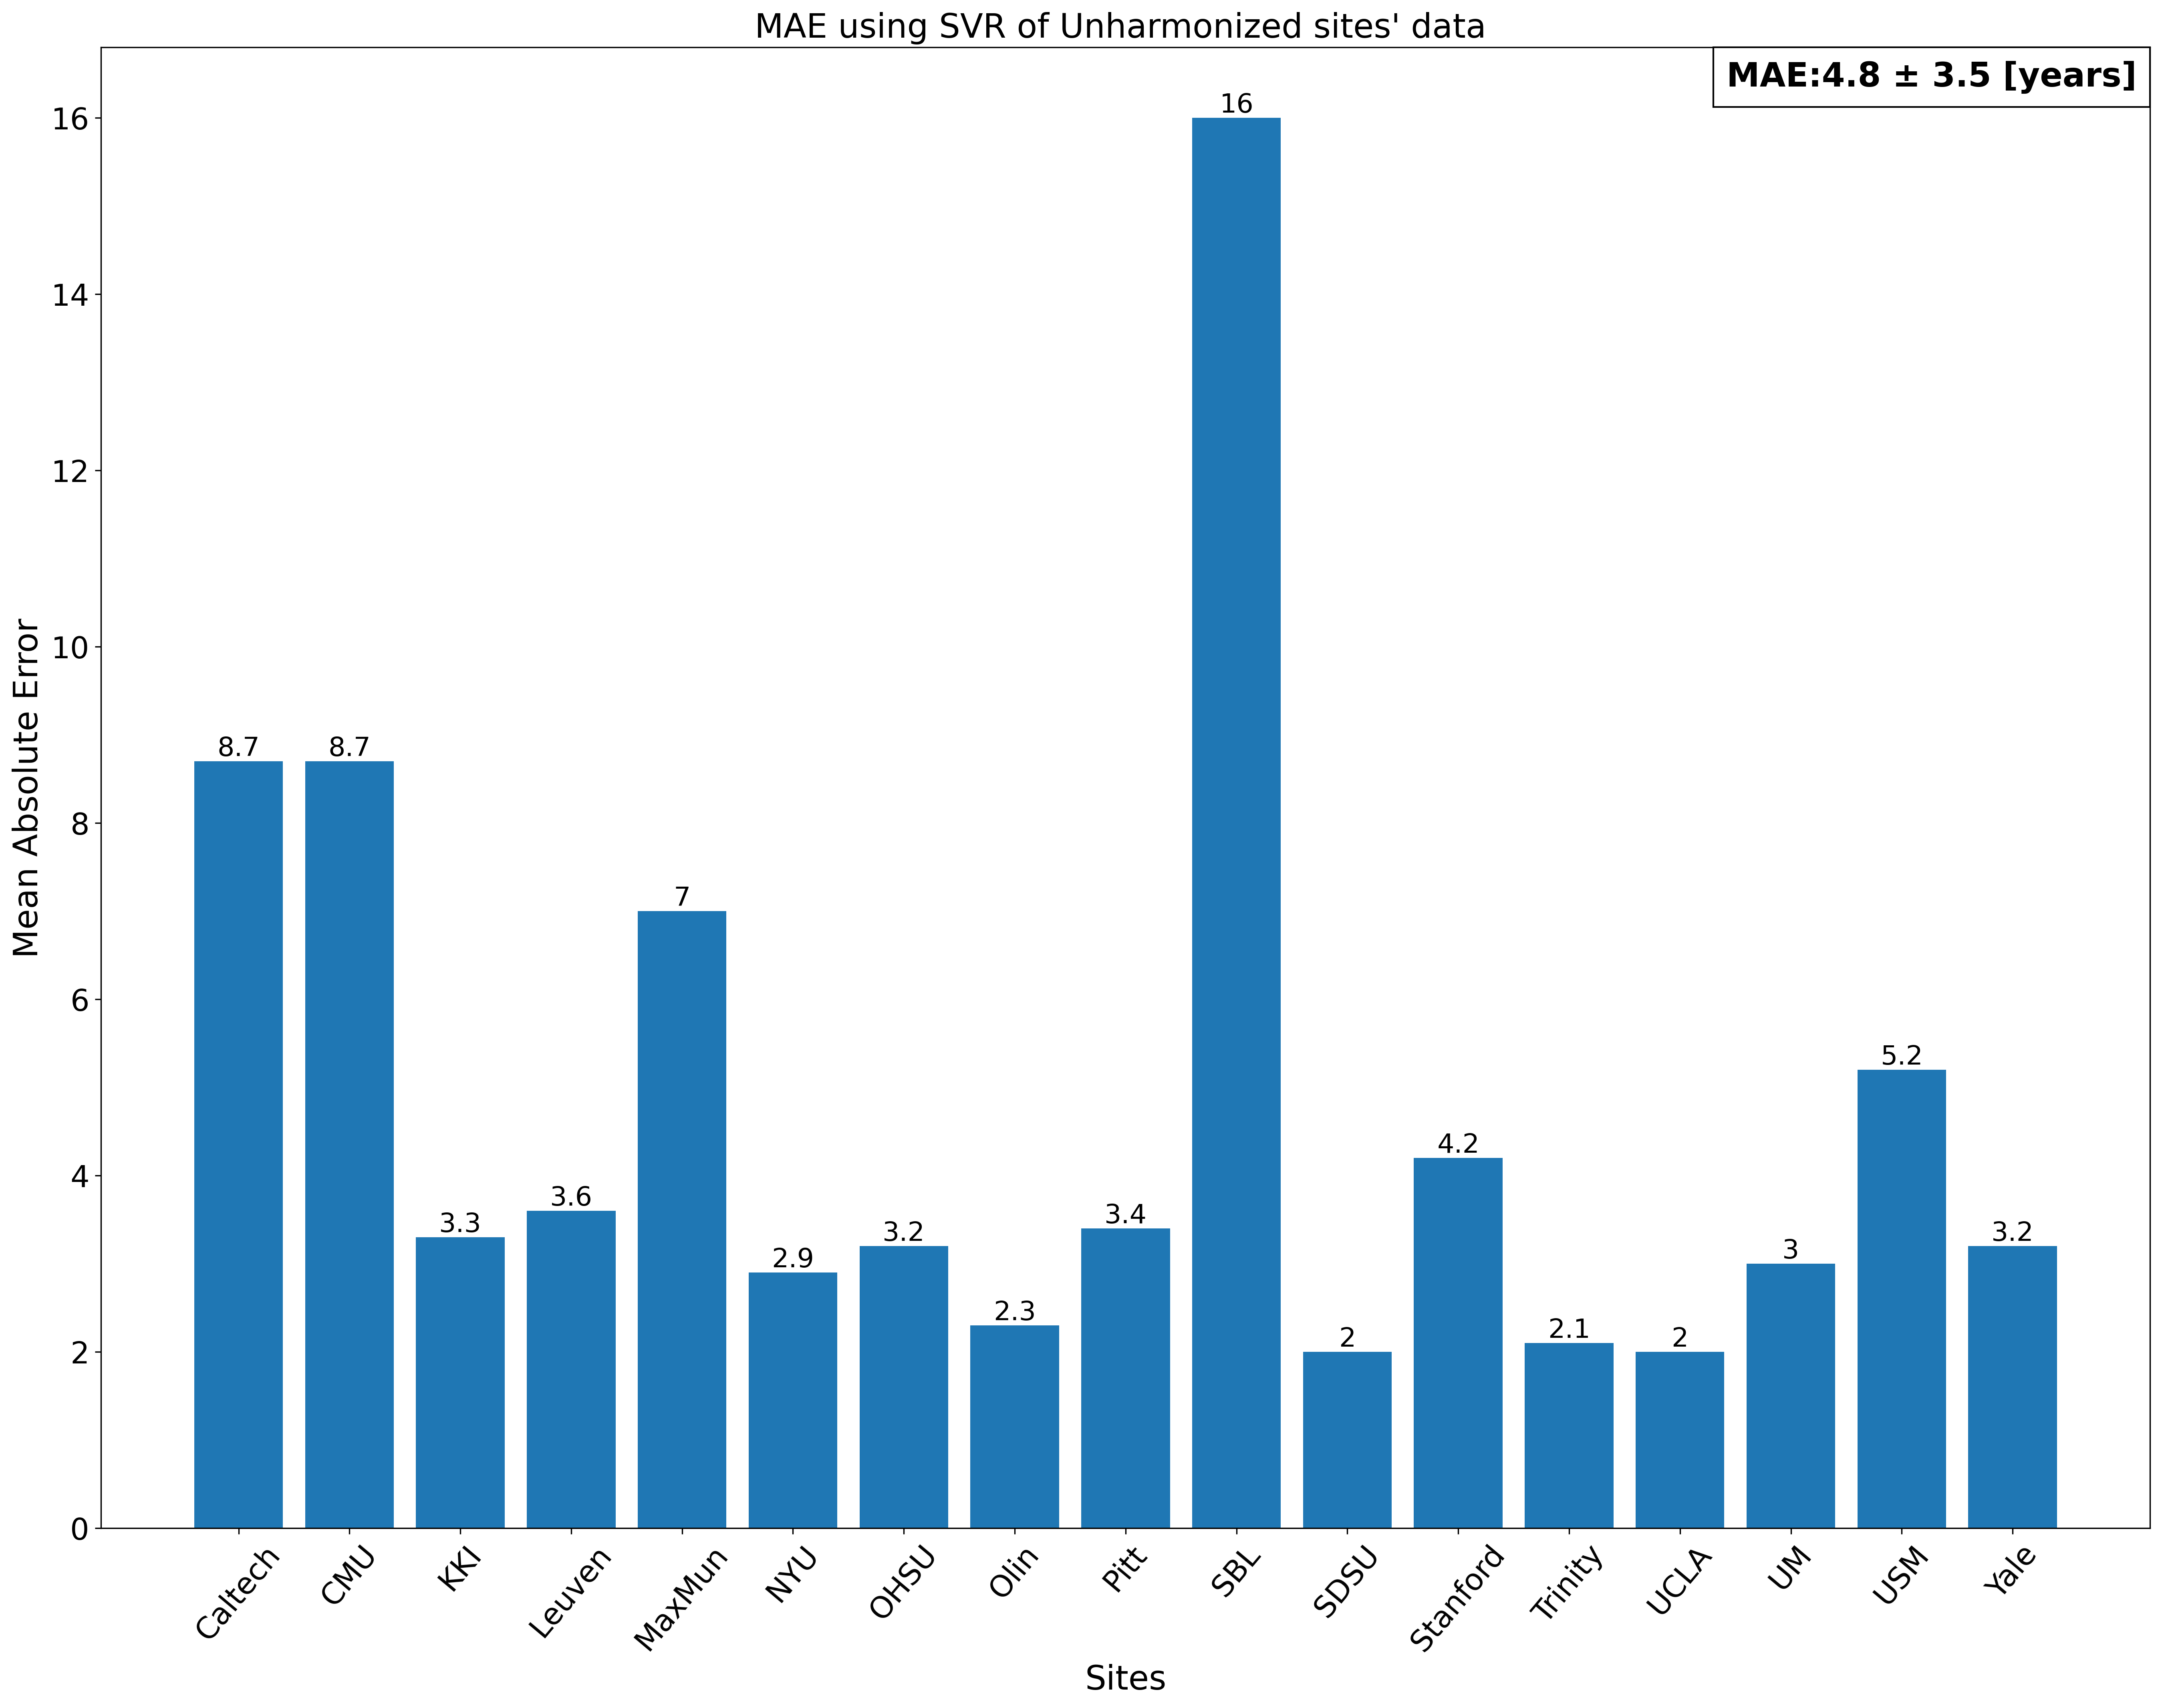 MAE using SVR of Unharmonized sites' data
MAE:4.8 ± 3.5 [years]
Mean Absolute Error
16
14
12
10
8
6
4
2
0
8.7
8.7
3.3
3.6
7
2.9
3.2
2.3
3.4
16
2
4.2
2.1
2
3
5.2
3.2
Caltech
CMU
KKI
Leuven
MaxMun
NYU
OHSU
Olin
Pitt
SBL
SDSU
Stanford
Trinity
UCLA
UM
USM
Yale
Sites